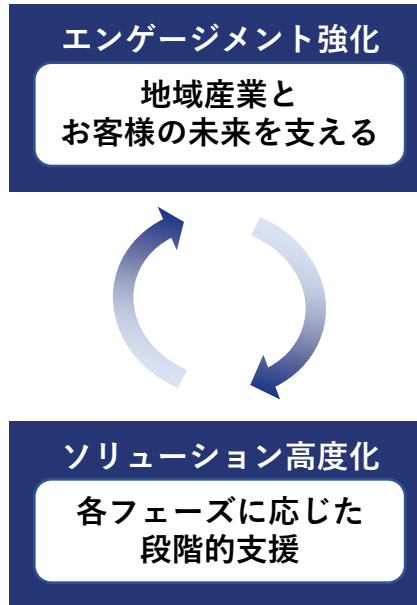 エンゲージメント強化
地域産業と
お客様の未来を支える
ソリューション高度化
各フェーズに応じた
段階的支援